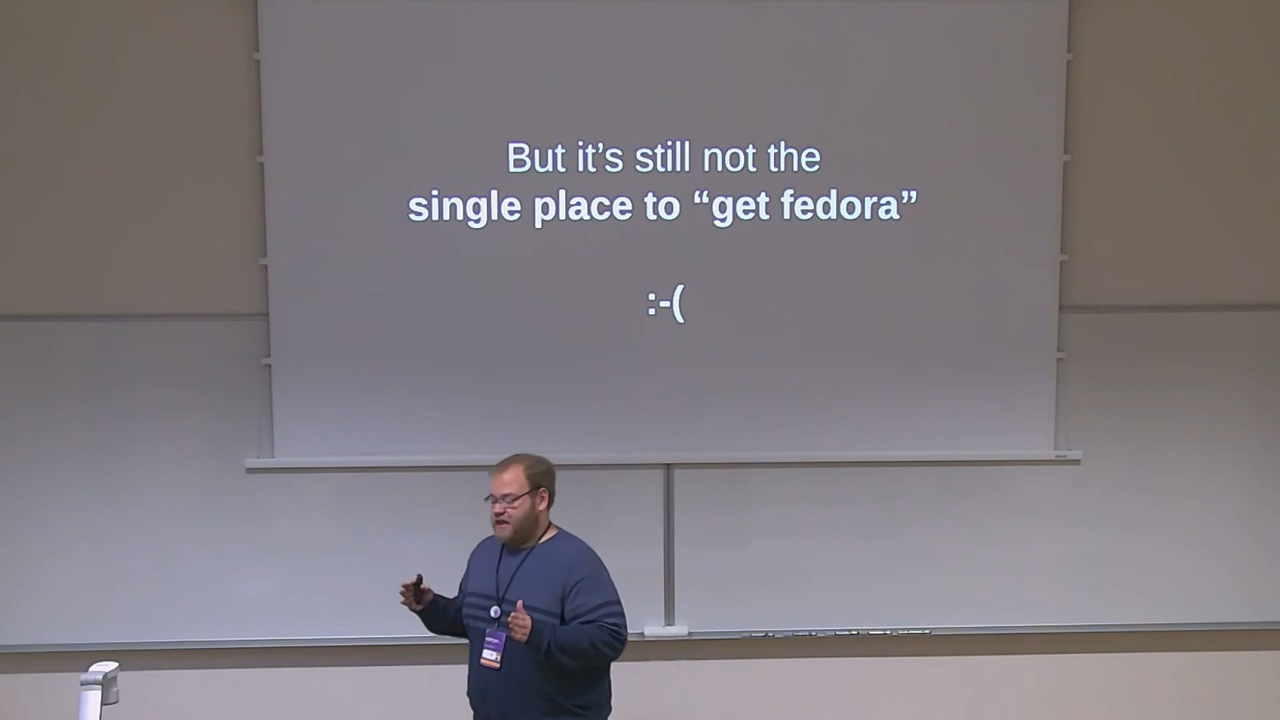 But it’s still not the
single place to “get fedora”
:-(